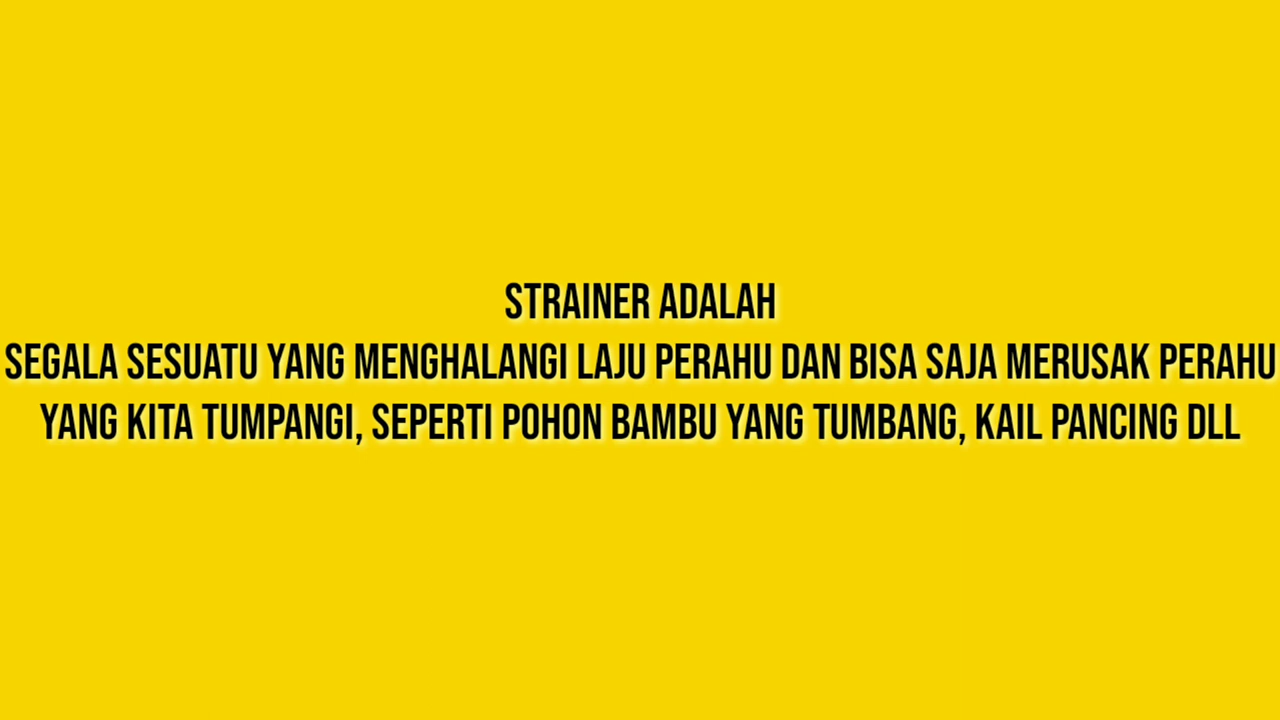 STRAINER ADALAH
SEGALA SESUATU YANG MENGHALANGI LAJU PERAHU DAN BISA SAJA MERUSAK PERAHU
YANG KITA TUMPANGI, SEPERTI POHON BAMBU YANG TUMBANG, KAIL PANCING DLL